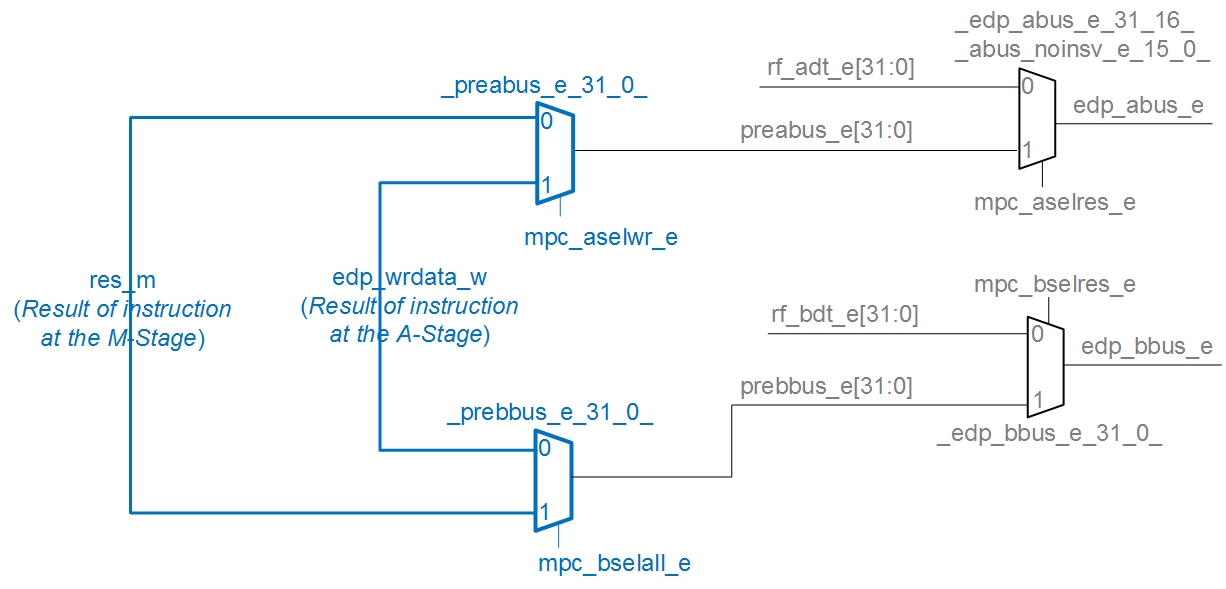 _edp_abus_e_31_16_
_abus_noinsv_e_15_0_
rf_adt_e[31:0]
0
edp_abus_e
_preabus_e_31_0_
0
preabus_e[31:0]
1
1
mpc_aselres_e
mpc_aselwr_e
res_m
(Result of instruction
at the M-Stage)
edp_wrdata_w
(Result of instruction
at the A-Stage)
mpc_bselres_e
rf_bdt_e[31:0]
0
edp_bbus_e
prebbus_e[31:0]
1
_prebbus_e_31_0_
_edp_bbus_e_31_0_
0
1
mpc_bselall_e